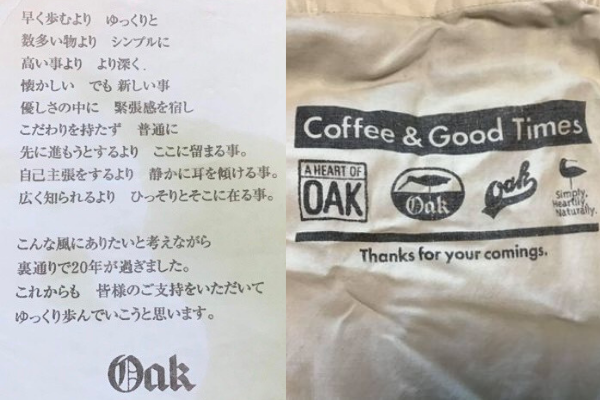 早く歩むより　ゆっくりと
数多い物より　シンプルに
高い事より　より深く.
懐かしい　でも 新しい事
優しさの中に　緊張感を宿し
こだわりを持たず　普通に
先に進もうとするより　ここに留まる事。
自己主張をするより　静かに耳を傾ける事。
広く知られるより　ひっそりとそこに在る事。
こんな風にありたいと考えながら
裏通りで20年が過ぎました。
これからも　皆様のご支持をいただいて
ゆっくり歩んでいこうと思います。
Oak
Coffee & Good Times
A HEART OF
OAK
Oak
Oak
Simply,
Heartily,
Naturally.
Thanks for your comings.